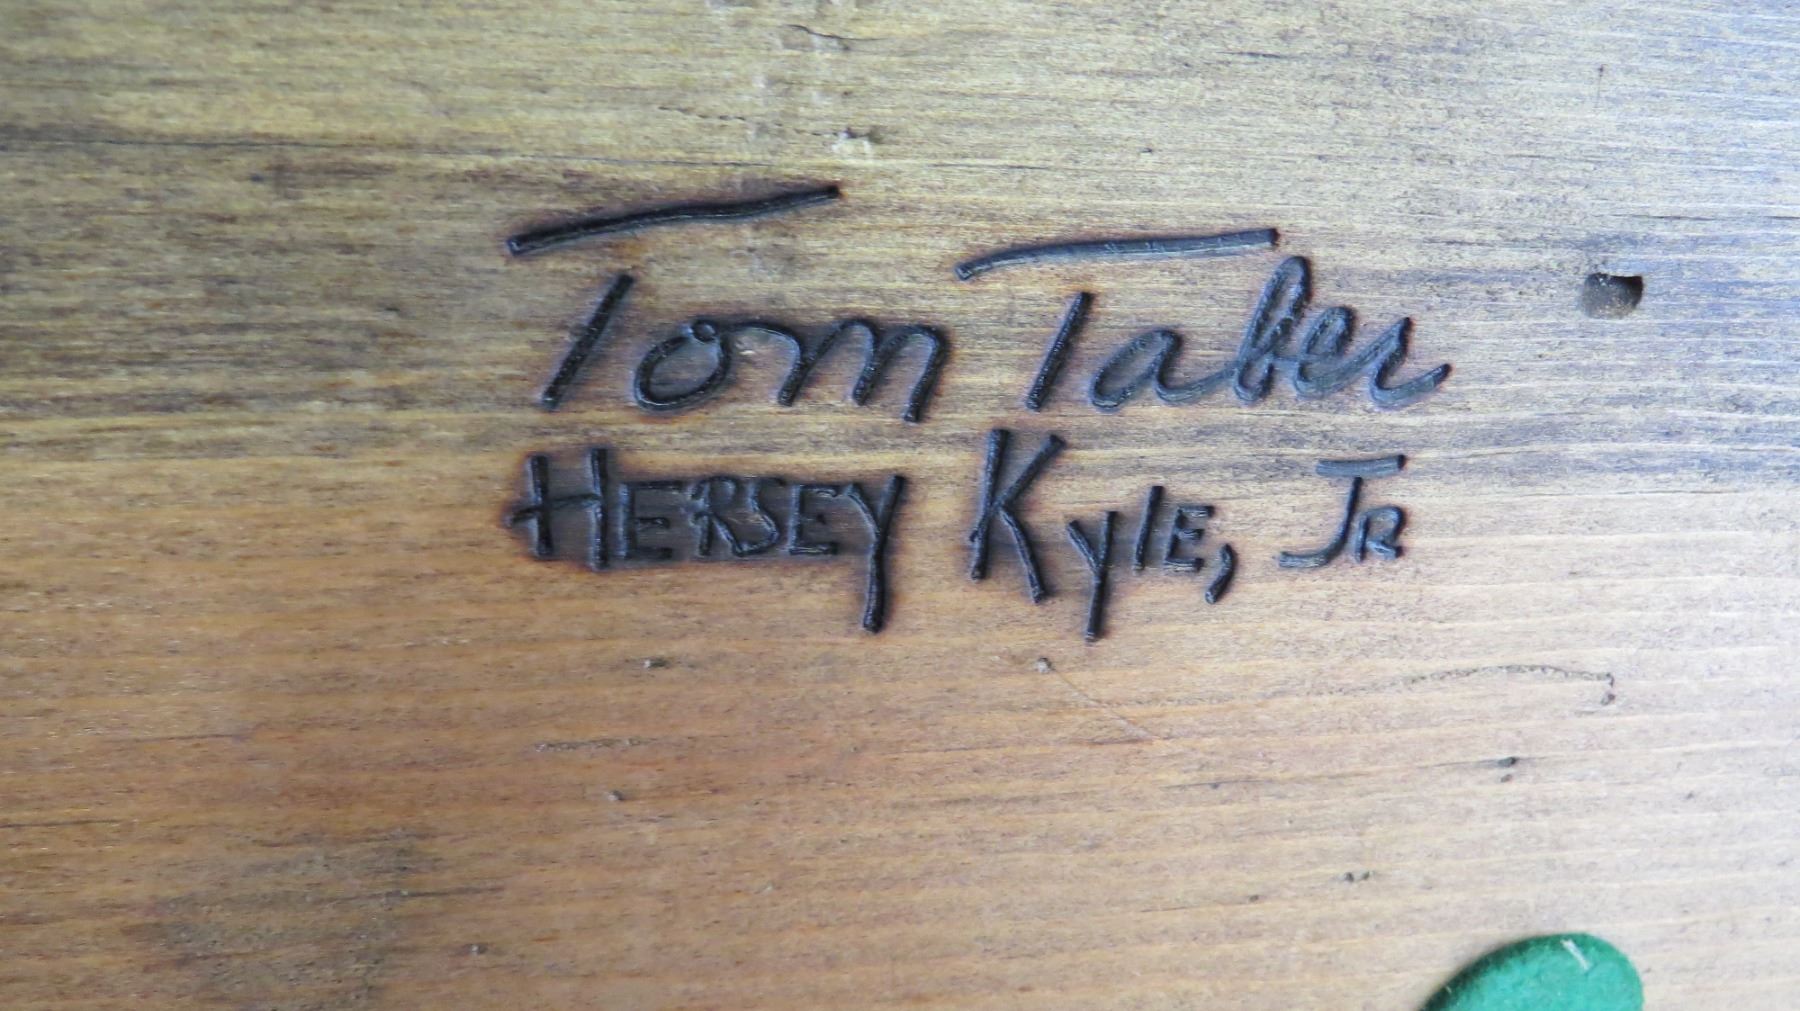 Tom Taber
HERSEY KYlE, JR